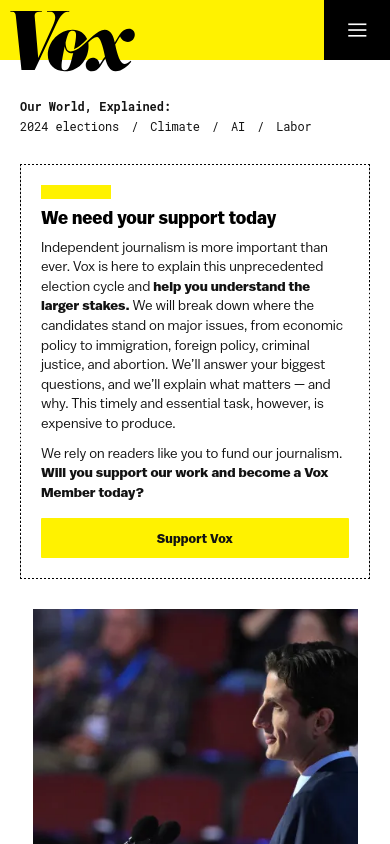 Vox
Our World, Explained:
2024 elections / Climate / AI / Labor
We need your support today
Independent journalism is more important than
ever. Vox is here to explain this unprecedented
election cycle and help you understand the
larger stakes. We will break down where the
candidates stand on major issues, from economic
policy to immigration, foreign policy, criminal
justice, and abortion. We’ll answer your biggest
questions, and we’ll explain what matters — and
why. This timely and essential task, however, is
expensive to produce.
We rely on readers like you to fund our journalism.
Will you support our work and become a Vox
Member today?
Support Vox